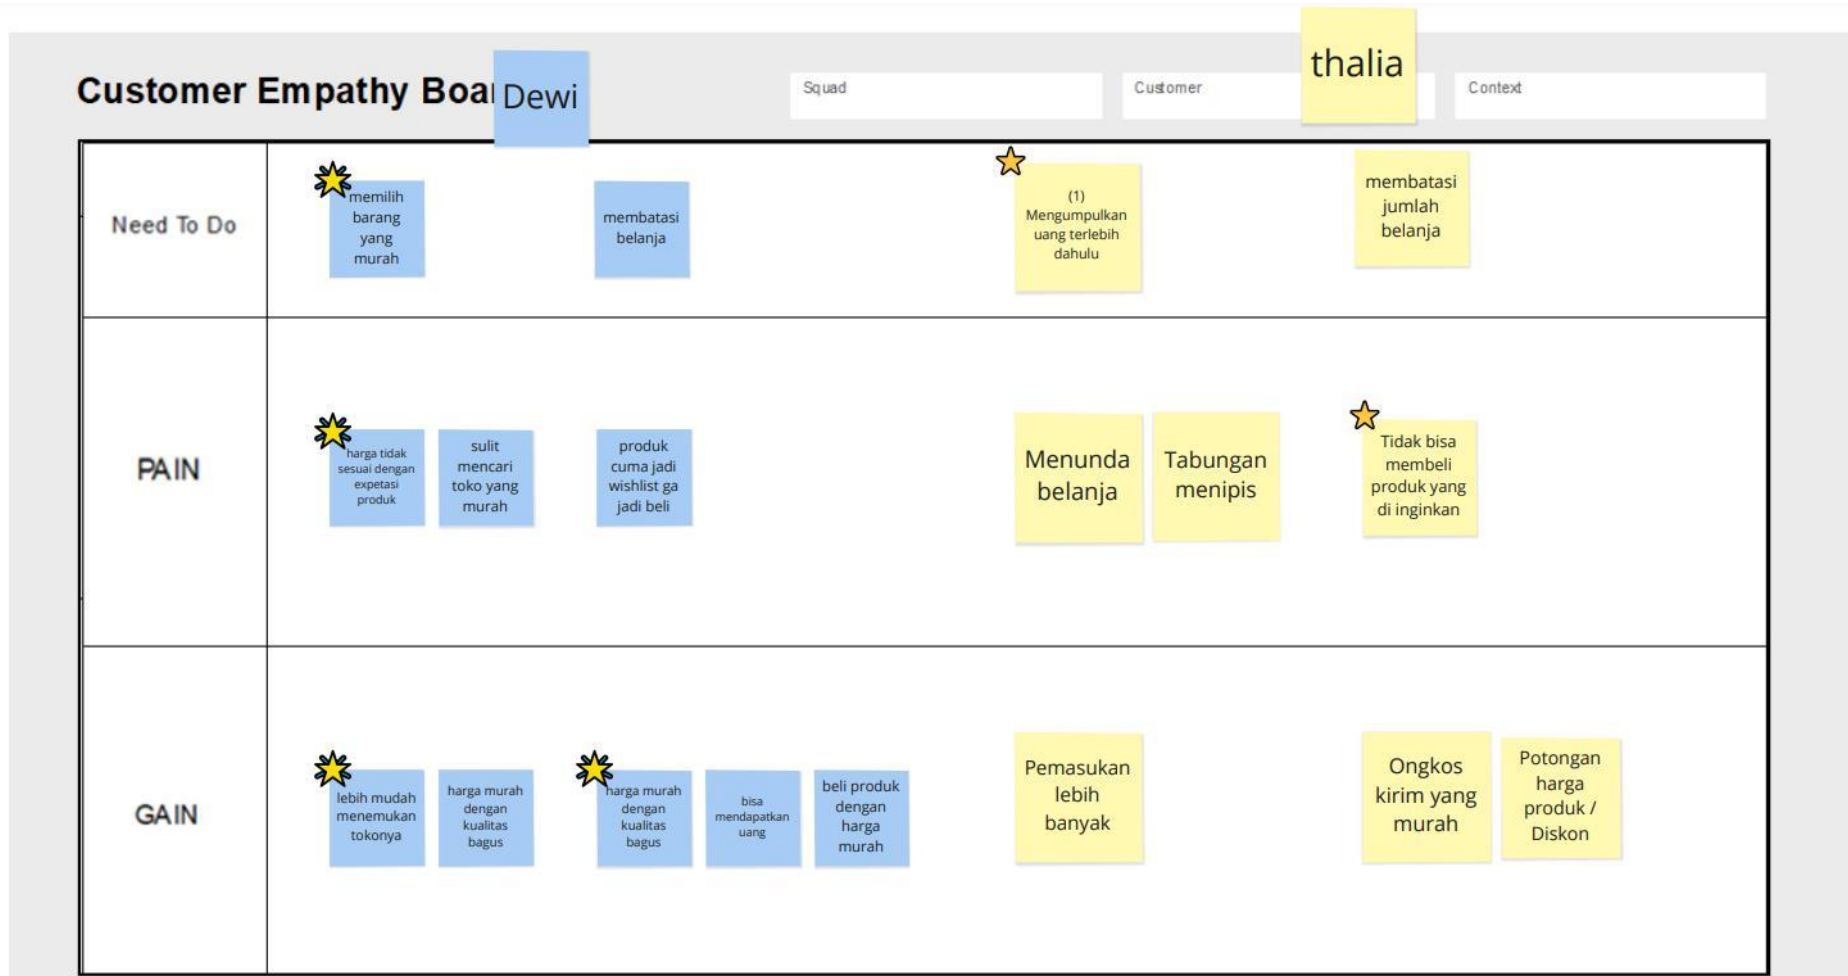 Customer Empathy Boar
Dewi
Squad
Customer
thalia
Context
Need To Do
memilih
barang
yang
murah
membatasi
belanja
(1)
Mengumpulkan
uang terlebih
dahulu
membatasi
jumlah
belanja
PAIN
harga tidak
sesuai dengan
expetasi
produk
sulit
mencari
toko yang
murah
produk
cuma jadi
wishlist ga
jadi beli
Menunda
belanja
Tabungan
menipis
Tidak bisa
membeli
produk yang
di inginkan
GAIN
lebih mudah
menemukan
tokonya
harga murah
dengan
kualitas
bagus
harga murah
dengan
kualitas
bagus
bisa
mendapatkan
uang
beli produk
dengan
harga
murah
Pemasukan
lebih
banyak
Ongkos
kirim yang
murah
Potongan
harga
produk /
Diskon